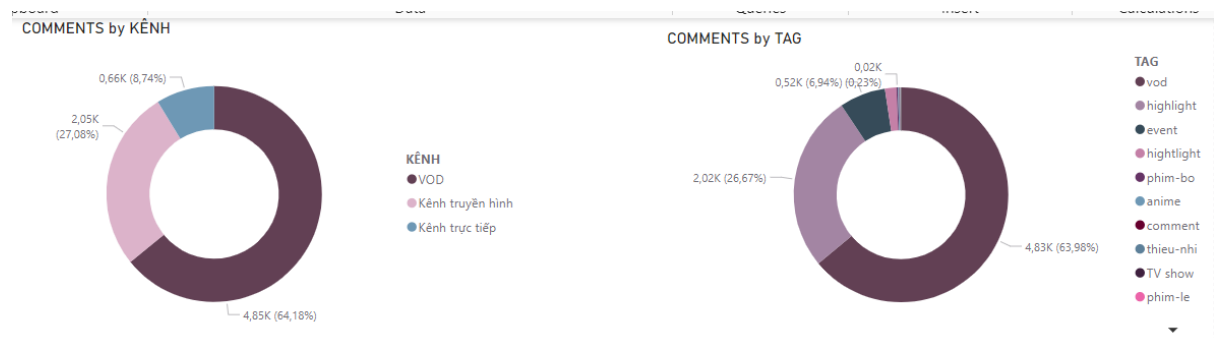 COMMENTS by KÊNH
0,66K (8,74%)
2,05K
(27,08%)
4,85K (64,18%)
KÊNH
VOD
Kênh truyền hình
Kênh trực tiếp
COMMENTS by TAG
0,02K
(0,23%)
0,52K (6,94%)
2,02K (26,67%)
4,83K (63,98%)
TAG
vod
highlight
event
hightlight
phim-bo
anime
comment
thieu-nhi
TV show
phim-le